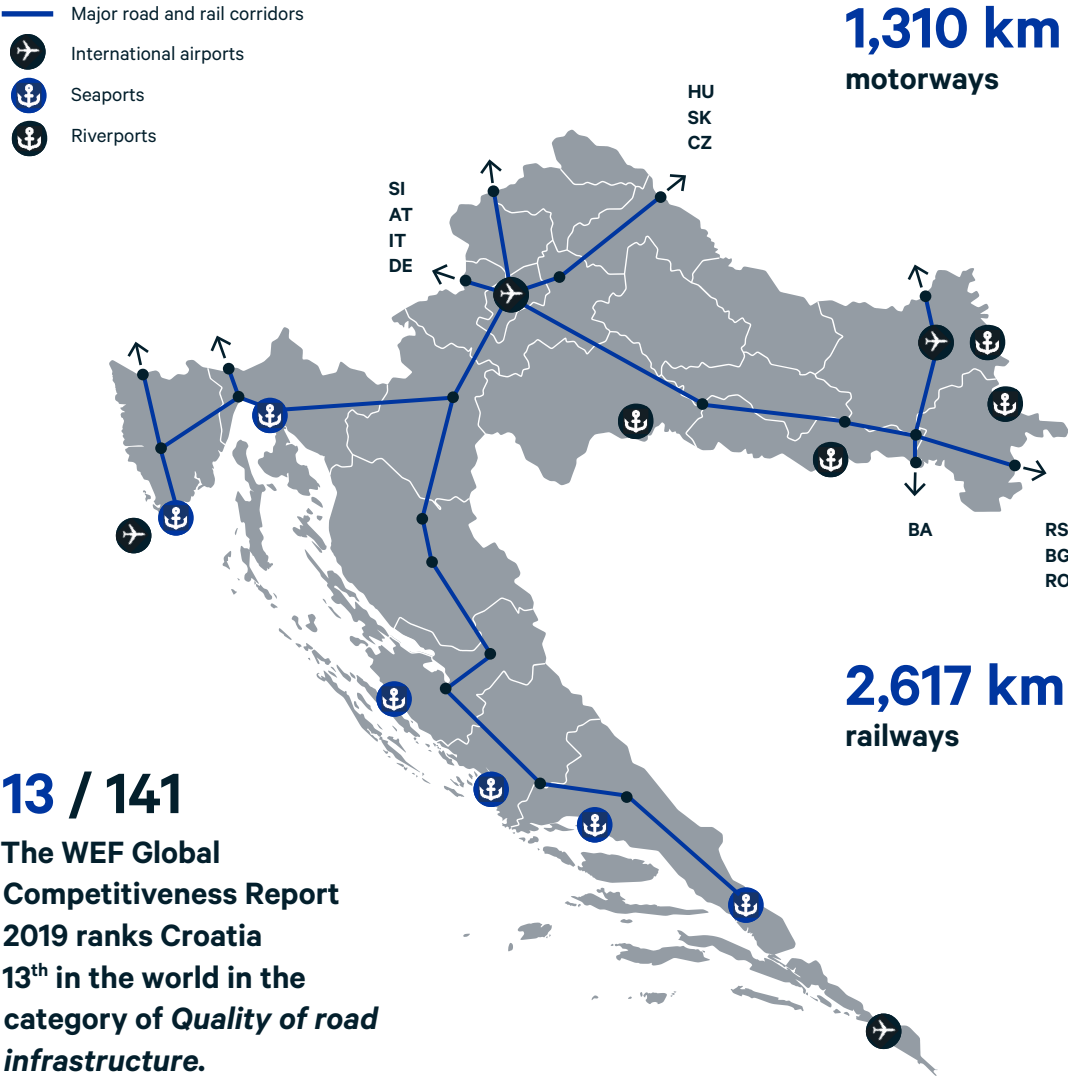 Major road and rail corridors
International airports
Seaports
Riverports
1,310 km
motorways
HU
SK
CZ
SI
AT
IT
DE
BA
RS
BG
RO
2,617 km
railways
13 / 141
The WEF Global
Competitiveness Report
2019 ranks Croatia
13th in the world in the
category of Quality of road
infrastructure.